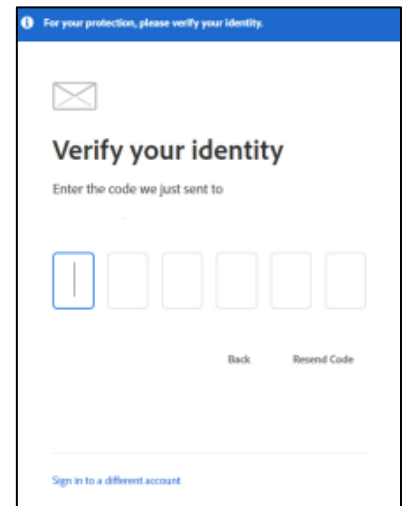 For your protection, please verify your identity.
Verify your identity
Enter the code we just sent to
Back Resend Code
Sign in to a different account